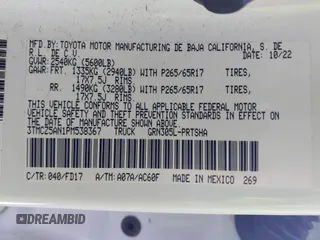 MFD. BY: TOYOTA MOTOR MANUFACTURING DE BAJA CALIFORNIA, S. DE
R.L. DE C.V. DATE: 10/22
GVWR: 2540KG (5600LB)
GAWR: FRT. 1335KG (2940LB) WITH P265/65R17 TIRES,
17X7.5J RIMS,
RR. 1490KG (3280LB) WITH P265/65R17 TIRES,
17X7.5J RIMS,
THIS VEHICLE CONFORMS TO ALL APPLICABLE FEDERAL MOTOR
VEHICLE SAFETY AND THEFT PREVENTION STANDARDS IN EFFECT ON
THE DATE OF MANUFACTURE SHOWN ABOVE.
3TMCZ5AN1PM538367 TRUCK GRN305L-PRTSHA
C/TR: 040/FD17 A/TM: A07A/AC60F MADE IN MEXICO 269
DREAMBID